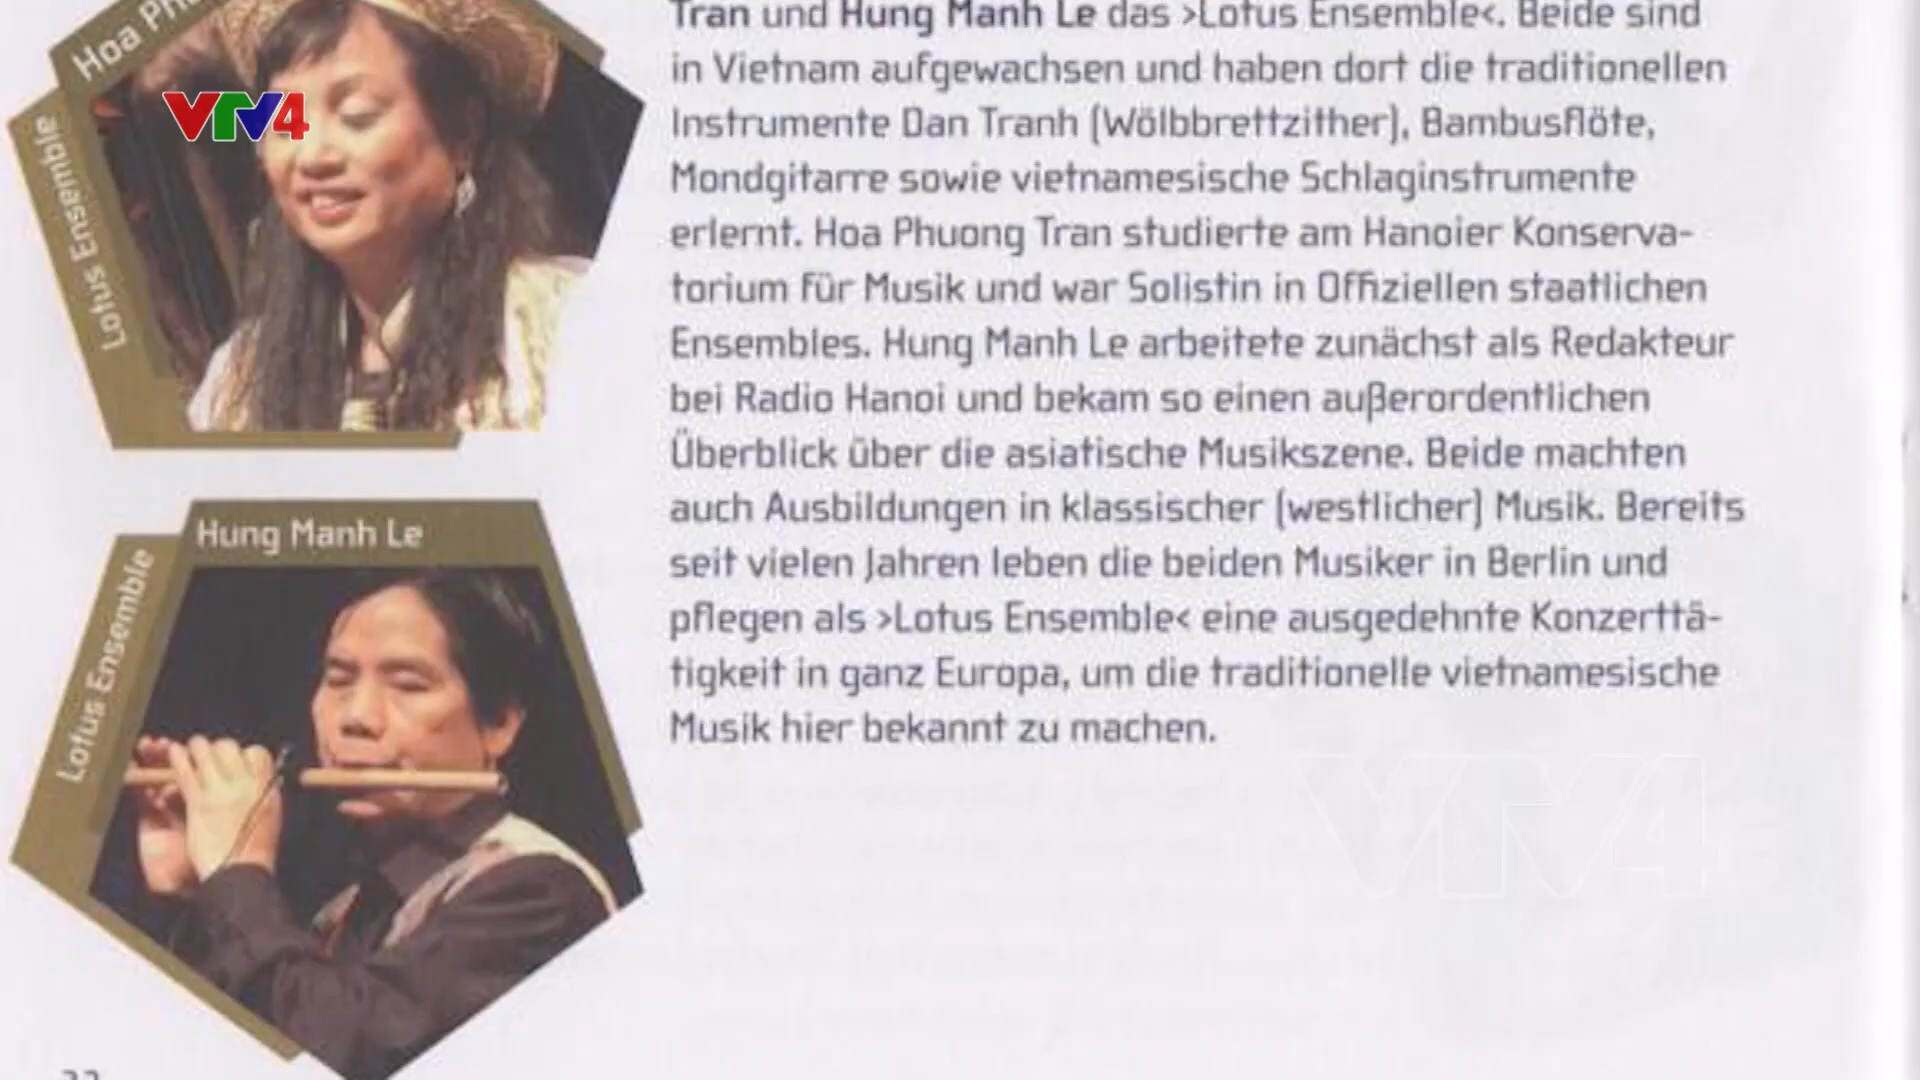 Hoa
Lotus Ensemble
VTV4
Tran und Hung Manh Le das ›Lotus Ensemble‹. Beide sind
in Vietnam aufgewachsen und haben dort die traditionellen
Instrumente Dan Tranh (Wölbbrettzither), Bambusflöte,
Mondgitarre sowie vietnamesische Schlaginstrumente
erlernt. Hoa Phuong Tran studierte am Hanoier Konserva-
torium für Musik und war Solistin in Offiziellen staatlichen
Ensembles. Hung Manh Le arbeitete zunächst als Redakteur
bei Radio Hanoi und bekam so einen außerordentlichen
Überblick über die asiatische Musikszene. Beide machten
auch Ausbildungen in klassischer (westlicher) Musik. Bereits
seit vielen Jahren leben die beiden Musiker in Berlin und
pflegen als ›Lotus Ensemble‹ eine ausgedehnte Konzerttä-
tigkeit in ganz Europa, um die traditionelle vietnamesische
Musik hier bekannt zu machen.
Hung Manh Le
Lotus Ensemble
VTV4